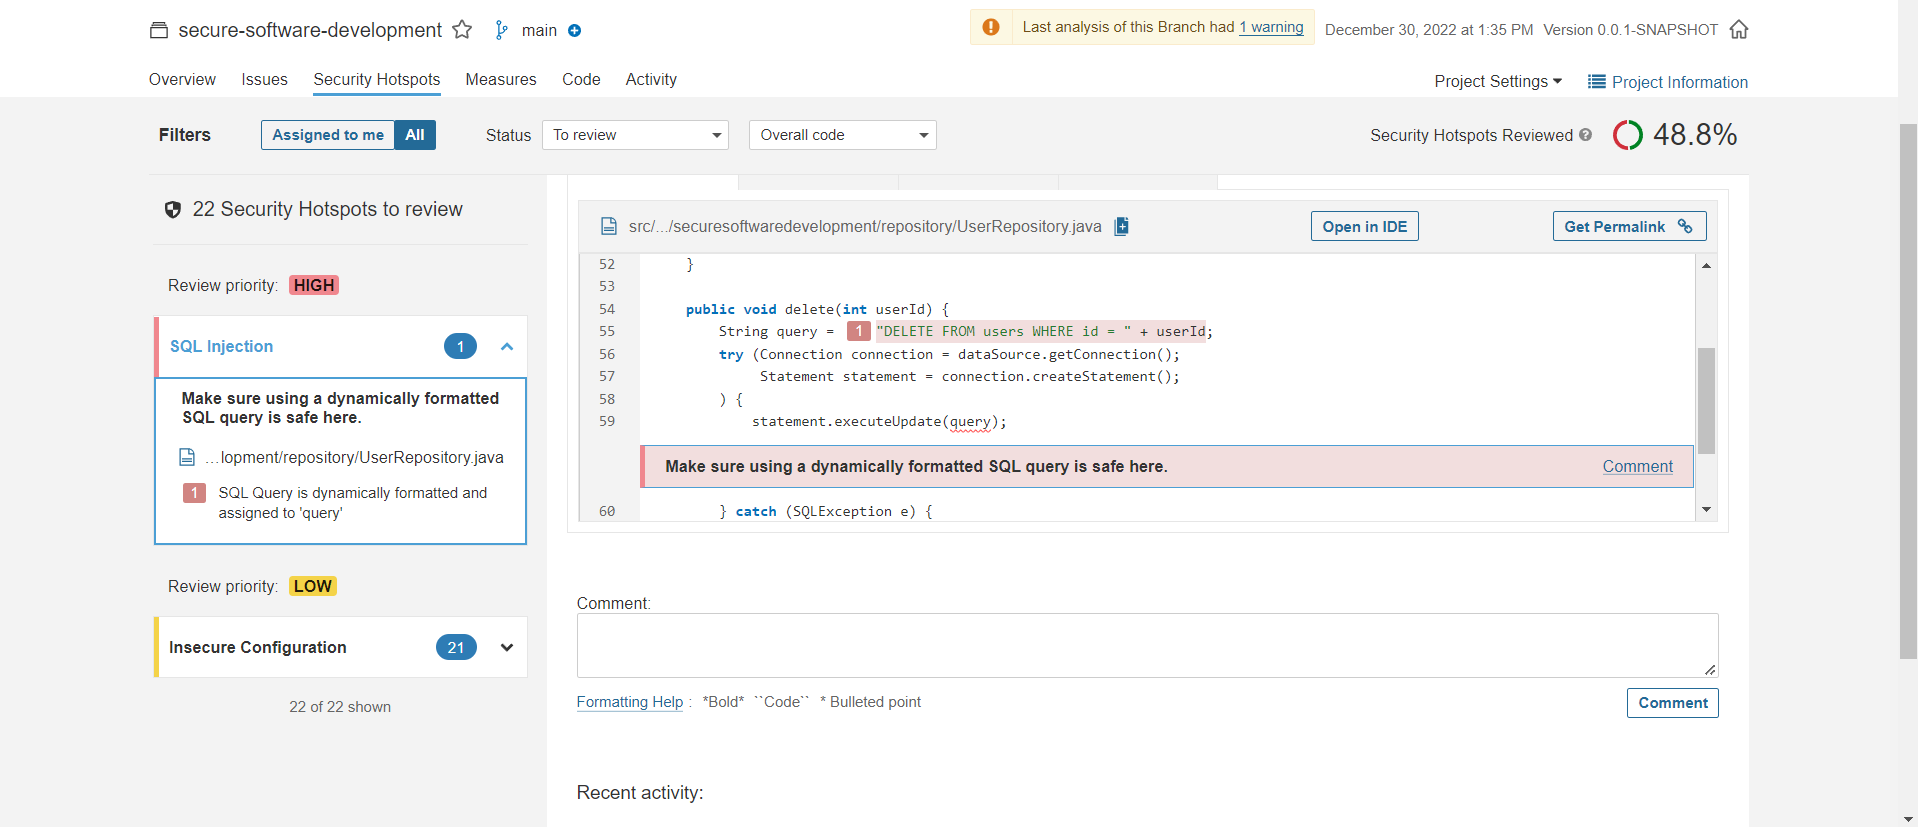 secure-software-development main
Last analysis of this Branch had 1 warning December 30, 2022 at 1:35 PM Version 0.0.1-SNAPSHOT
Overview Issues Security Hotspots Measures Code Activity
Project Settings Project Information
Filters Assigned to me All Status To review Overall code Security Hotspots Reviewed ? 48.8%
22 Security Hotspots to review
Review priority: HIGH
SQL Injection 1
Make sure using a dynamically formatted
SQL query is safe here.
...lopment/repository/UserRepository.java
1 SQL Query is dynamically formatted and
assigned to 'query'
Review priority: LOW
Insecure Configuration 21
22 of 22 shown
src/.../securesoftwaredevelopment/repository/UserRepository.java Open in IDE Get Permalink
52 }
53
54 public void delete(int userId) {
55 String query = 1 "DELETE FROM users WHERE id = " + userId;
56 try (Connection connection = dataSource.getConnection();
57 Statement statement = connection.createStatement();
58 ) {
59 statement.executeUpdate(query);
Make sure using a dynamically formatted SQL query is safe here. Comment
60 } catch (SQLException e) {
Comment:
Formatting Help : *Bold* ``Code`` * Bulleted point Comment
Recent activity: